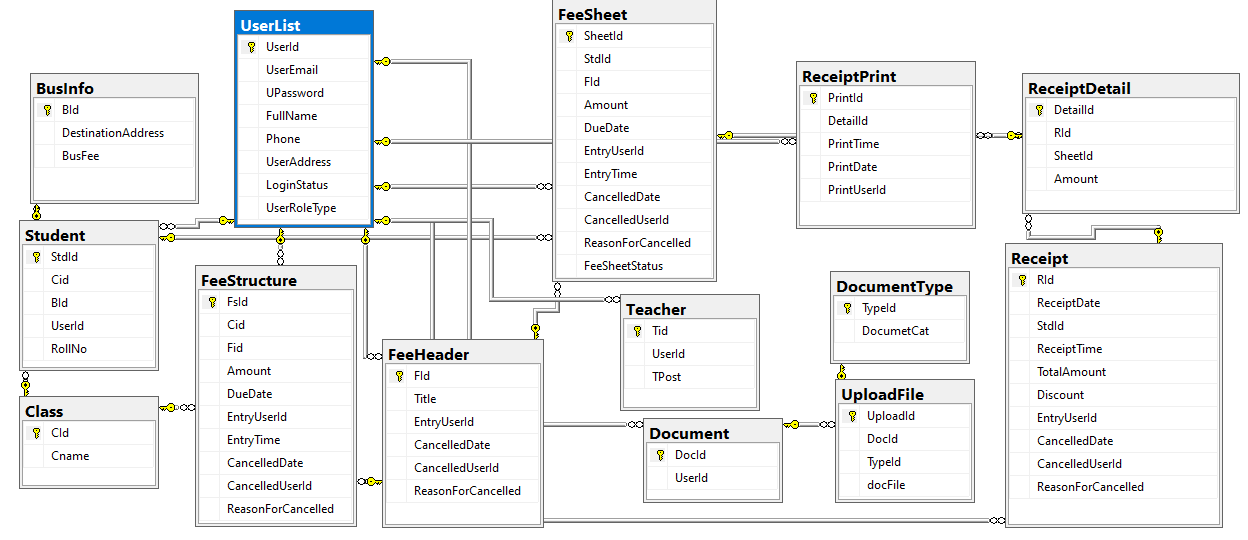 UserList
UserId
UserEmail
UPassword
FullName
Phone
UserAddress
LoginStatus
UserRoleType
FeeSheet
SheetId
StdId
FId
Amount
DueDate
EntryUserId
EntryTime
CancelledDate
CancelledUserId
ReasonForCancelled
FeeSheetStatus
BusInfo
BId
DestinationAddress
BusFee
ReceiptPrint
PrintId
DetailId
PrintTime
PrintDate
PrintUserId
ReceiptDetail
DetailId
RId
SheetId
Amount
Student
StdId
Cid
BId
UserId
RollNo
FeeStructure
FsId
Cid
Fid
Amount
DueDate
EntryUserId
EntryTime
CancelledDate
CancelledUserId
ReasonForCancelled
Receipt
RId
ReceiptDate
StdId
ReceiptTime
TotalAmount
Discount
EntryUserId
CancelledDate
CancelledUserId
ReasonForCancelled
DocumentType
TypeId
DocumetCat
Teacher
Tid
UserId
TPost
FeeHeader
FId
Title
EntryUserId
CancelledDate
CancelledUserId
ReasonForCancelled
UploadFile
UploadId
DocId
TypeId
docFile
Class
CId
Cname
Document
DocId
UserId